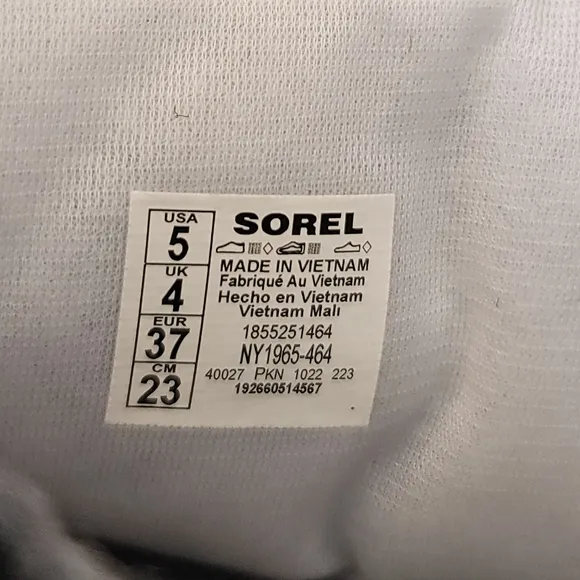 USA
5
UK
4
EUR
37
CM
23
SOREL
MADE IN VIETNAM
Fabriqué Au Vietnam
Hecho en Vietnam
Vietnam Malı
1855251464
NY1965-464
40027 PKN 1022 223
192660514567